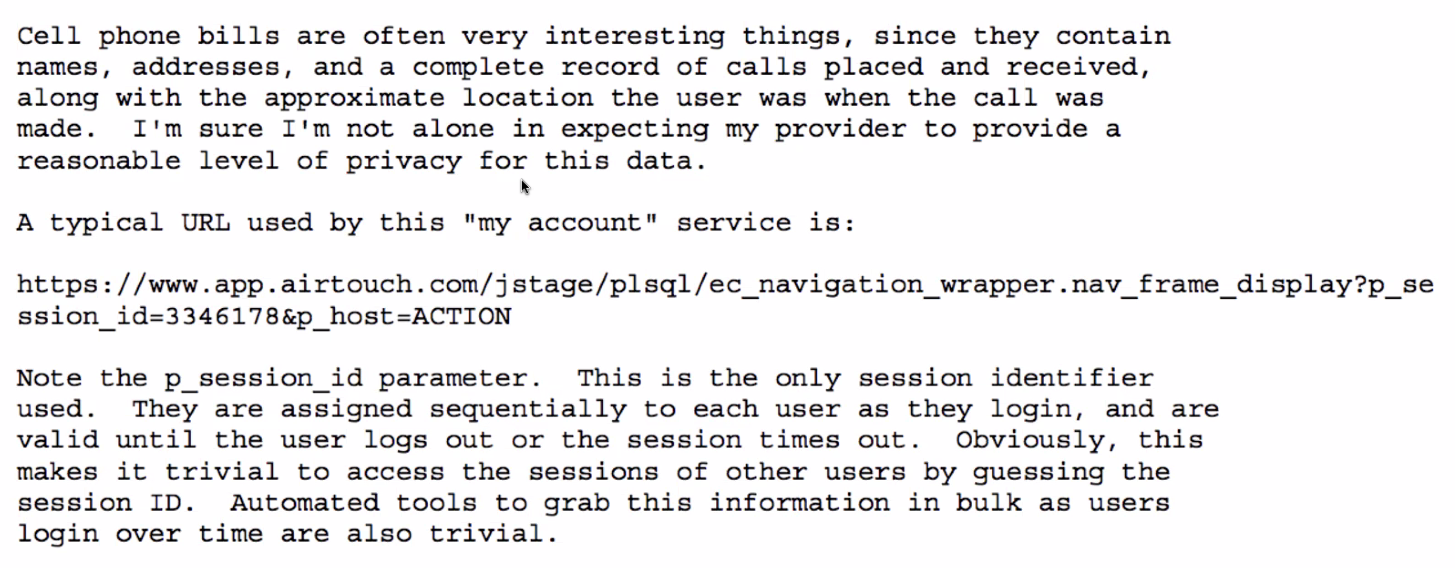 Cell phone bills are often very interesting things, since they contain
names, addresses, and a complete record of calls placed and received,
along with the approximate location the user was when the call was
made.  I'm sure I'm not alone in expecting my provider to provide a
reasonable level of privacy for this data.
A typical URL used by this "my account" service is:
https://www.app.airtouch.com/jstage/plsql/ec_navigation_wrapper.nav_frame_display?p_se
ssion_id=3346178&p_host=ACTION
Note the p_session_id parameter.  This is the only session identifier
used.  They are assigned sequentially to each user as they login, and are
valid until the user logs out or the session times out.  Obviously, this
makes it trivial to access the sessions of other users by guessing the
session ID.  Automated tools to grab this information in bulk as users
login over time are also trivial.